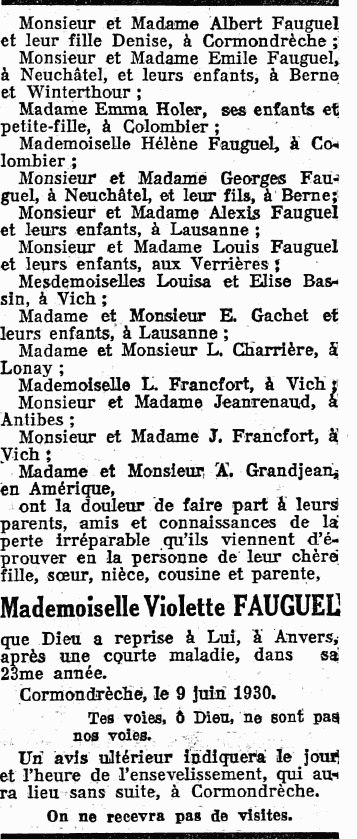 Monsieur et Madame Albert Fauguel
et leur fille Denise, à Cormondrèche ;
Monsieur et Madame Emile Fauguel,
à Neuchâtel, et leurs enfants, à Berne
et Winterthour ;
Madame Emma Holer, ses enfants et
petite-fille, à Colombier ;
Mademoiselle Hélène Fauguel, à Co-
lombier ;
Monsieur et Madame Georges Fau-
guel, à Neuchâtel, et leur fils, à Berne;
Monsieur et Madame Alexis Fauguel
et leurs enfants, à Lausanne ;
Monsieur et Madame Louis Fauguel
et leurs enfants, aux Verrières ;
Mesdemoiselles Louisa et Elise Bas-
sin, à Vich ;
Madame et Monsieur E. Gachet et
leurs enfants, à Lausanne ;
Madame et Monsieur L. Charrière, à
Lonay ;
Mademoiselle L. Francfort, à Vich ;
Monsieur et Madame Jeanrenaud, à
Antibes ;
Monsieur et Madame J. Francfort, à
Vich ;
Madame et Monsieur A. Grandjean,
en Amérique,
ont la douleur de faire part à leurs
parents, amis et connaissances de la
perte irréparable qu'ils viennent d'é-
prouver en la personne de leur chère
fille, sœur, nièce, cousine et parente,
Mademoiselle Violette FAUGUEL
que Dieu a reprise à Lui, à Anvers,
après une courte maladie, dans sa
23me année.
Cormondrèche, le 9 juin 1930.
Tes voies, ô Dieu, ne sont pas
nos voies.
Un avis ultérieur indiquera le jour
et l'heure de l'ensevelissement, qui au-
ra lieu sans suite, à Cormondrèche.
On ne recevra pas de visites.